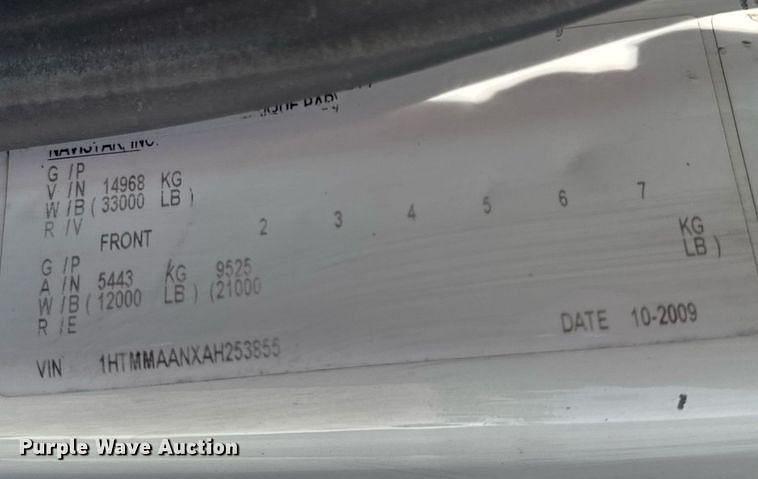 NAVISTAR, INC.
G /P
V /N 14968 KG
W /B ( 33000 LB )
R /V
FRONT 2 3 4 5 6 7
G /P KG
A /N 5443 KG 9525 LB )
W /B ( 12000 LB ) (21000
R /E
VIN 1HTMMAANXAH253855 DATE 10-2009
Purple Wave Auction